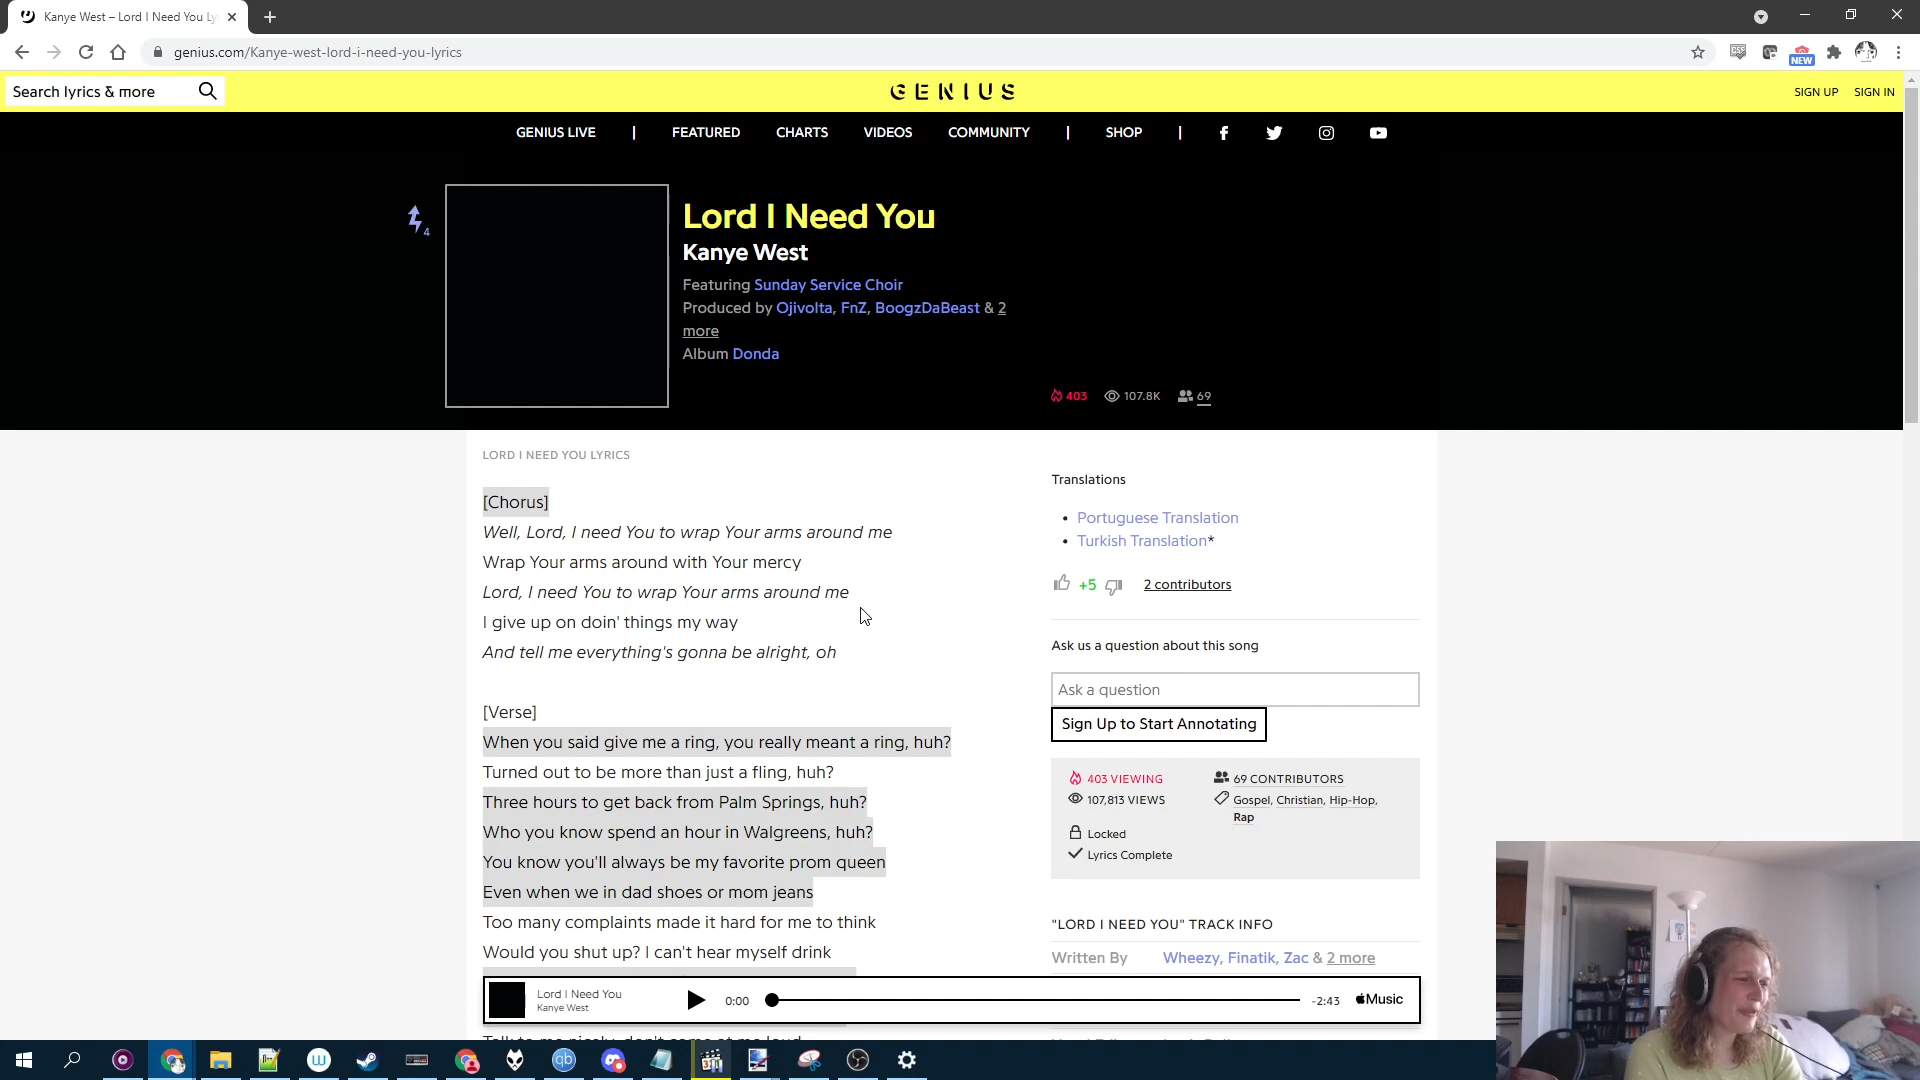 Kanye West – Lord I Need You Ly
genius.com/Kanye-west-lord-i-need-you-lyrics
NEW
Search lyrics & more
GENIUS
SIGN UP
SIGN IN
GENIUS LIVE | FEATURED CHARTS VIDEOS COMMUNITY | SHOP |
4
Lord I Need You
Kanye West
Featuring Sunday Service Choir
Produced by Ojivolta, FnZ, BoogzDaBeast & 2
more
Album Donda
403 107.8K 69
LORD I NEED YOU LYRICS
[Chorus]
Well, Lord, I need You to wrap Your arms around me
Wrap Your arms around with Your mercy
Lord, I need You to wrap Your arms around me
I give up on doin' things my way
And tell me everything's gonna be alright, oh
[Verse]
When you said give me a ring, you really meant a ring, huh?
Turned out to be more than just a fling, huh?
Three hours to get back from Palm Springs, huh?
Who you know spend an hour in Walgreens, huh?
You know you'll always be my favorite prom queen
Even when we in dad shoes or mom jeans
Too many complaints made it hard for me to think
Would you shut up? I can't hear myself drink
Translations
• Portuguese Translation
• Turkish Translation*
+5 2 contributors
Ask us a question about this song
Ask a question
Sign Up to Start Annotating
403 VIEWING
107,813 VIEWS
Locked
Lyrics Complete
69 CONTRIBUTORS
Gospel, Christian, Hip-Hop,
Rap
"LORD I NEED YOU" TRACK INFO
Written By Wheezy, Finatik, Zac & 2 more
Lord I Need You
Kanye West
0:00
-2:43
Music
qb